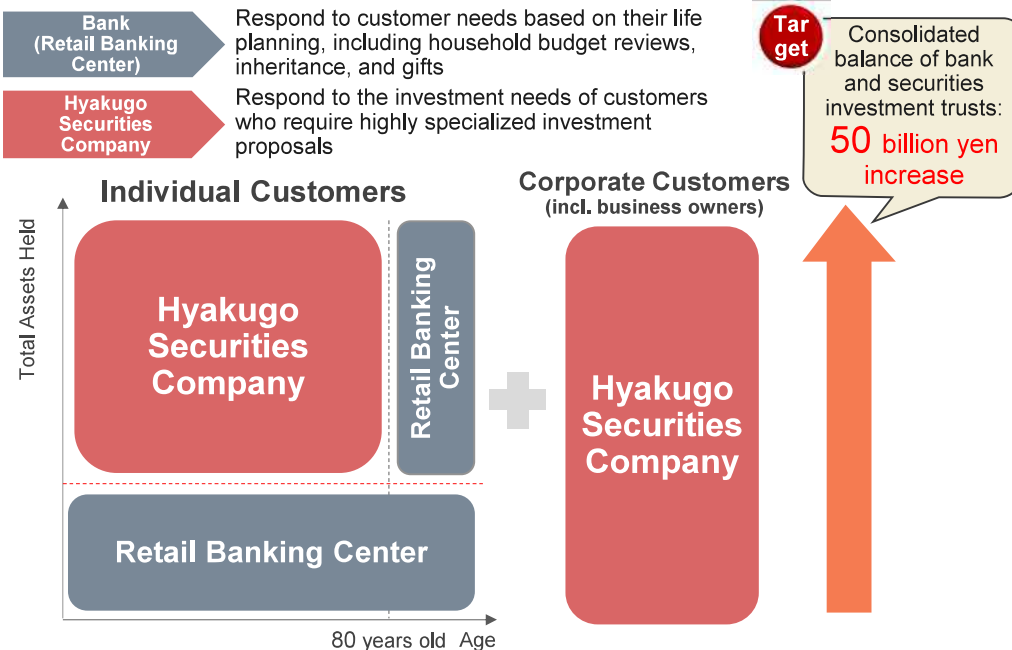 Bank
(Retail Banking
Center)
Respond to customer needs based on their life
planning, including household budget reviews,
inheritance, and gifts
Hyakugo
Securities
Company
Respond to the investment needs of customers
who require highly specialized investment
proposals
Tar
get
Consolidated
balance of bank
and securities
investment trusts:
50 billion yen
increase
Individual Customers
Corporate Customers
(incl. business owners)
Total Assets Held
Hyakugo
Securities
Company
Retail Banking
Center
Hyakugo
Securities
Company
Retail Banking Center
80 years old Age